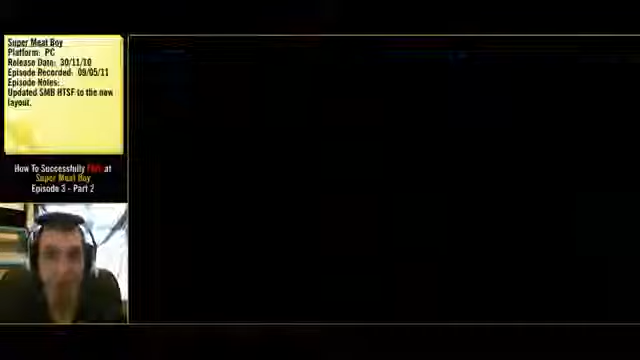 Super Meat Boy
Platform: PC
Release Date: 30/11/10
Episode Recorded: 09/05/11
Episode Notes:
Updated SMB HTSF to the new
layout.
How To Successfully FAIL at
Super Meat Boy
Episode 3 - Part 2